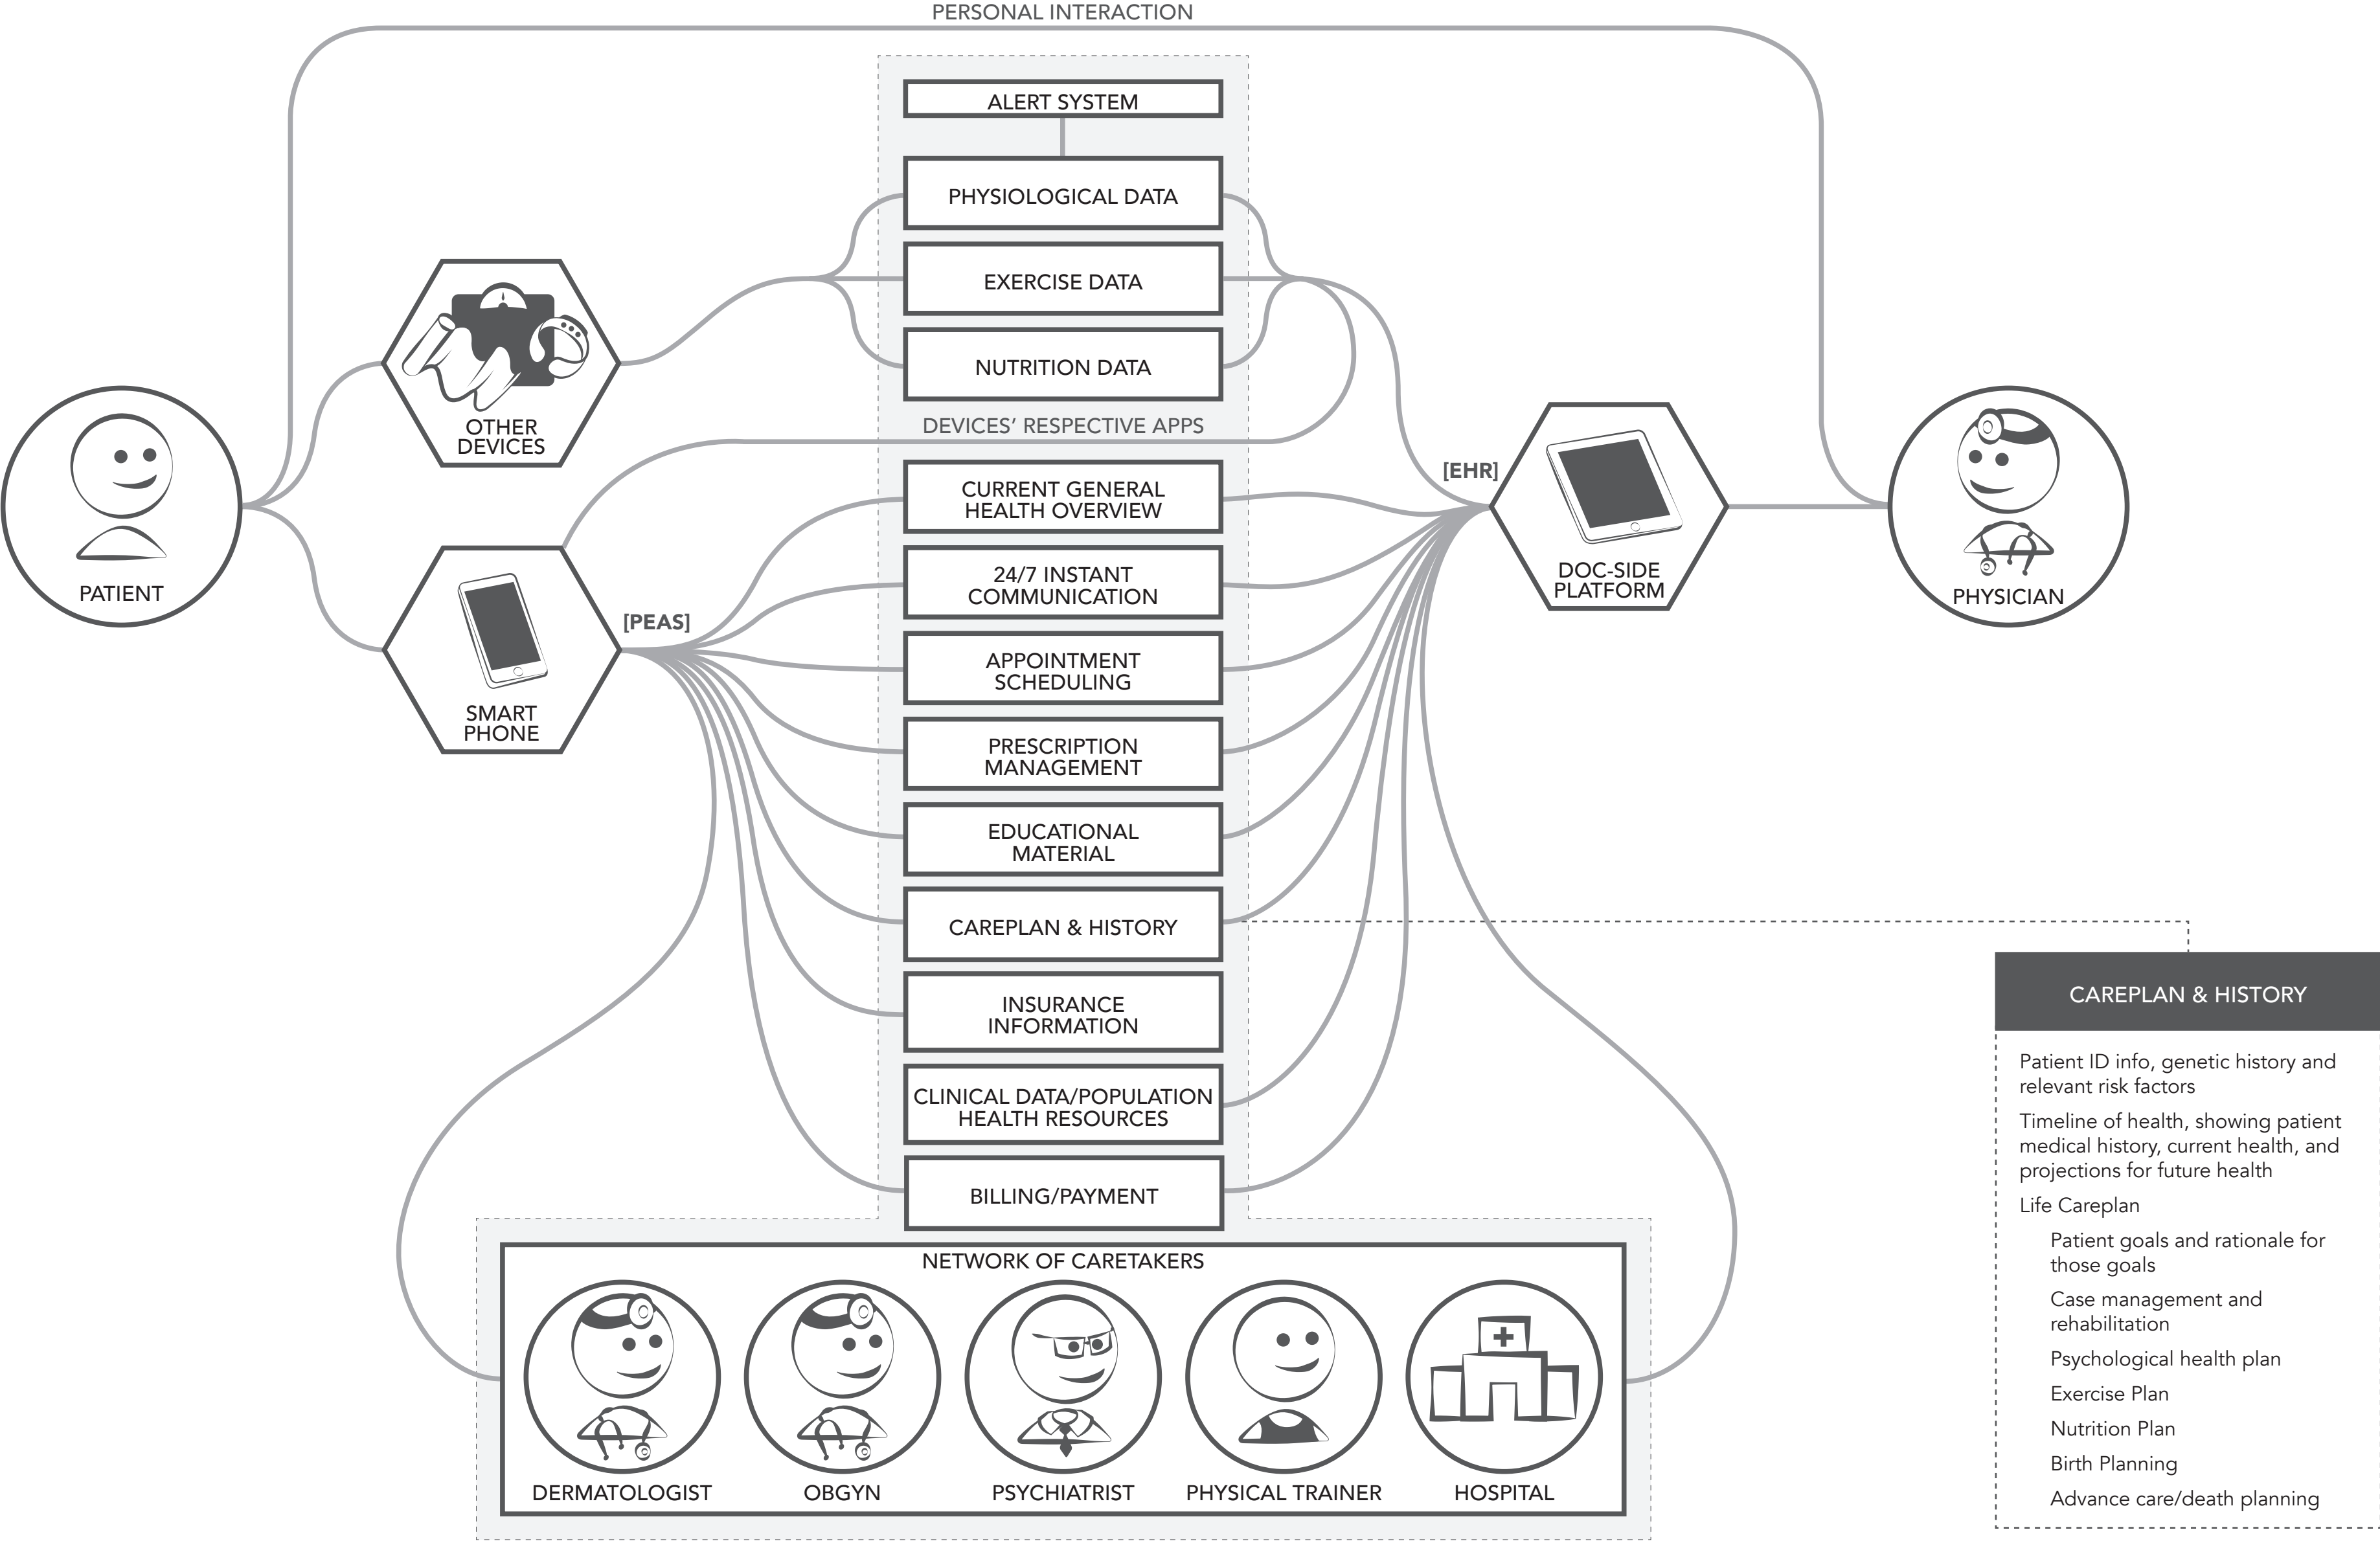 PERSONAL INTERACTION
ALERT SYSTEM
PHYSIOLOGICAL DATA
EXERCISE DATA
NUTRITION DATA
DEVICES’ RESPECTIVE APPS
OTHER
DEVICES
PATIENT
SMART
PHONE
[PEAS]
CURRENT GENERAL
HEALTH OVERVIEW
24/7 INSTANT
COMMUNICATION
APPOINTMENT
SCHEDULING
PRESCRIPTION
MANAGEMENT
EDUCATIONAL
MATERIAL
CAREPLAN & HISTORY
INSURANCE
INFORMATION
CLINICAL DATA/POPULATION
HEALTH RESOURCES
BILLING/PAYMENT
[EHR]
DOC-SIDE
PLATFORM
PHYSICIAN
NETWORK OF CARETAKERS
DERMATOLOGIST
OBGYN
PSYCHIATRIST
PHYSICAL TRAINER
HOSPITAL
CAREPLAN & HISTORY
Patient ID info, genetic history and
relevant risk factors
Timeline of health, showing patient
medical history, current health, and
projections for future health
Life Careplan
Patient goals and rationale for
those goals
Case management and
rehabilitation
Psychological health plan
Exercise Plan
Nutrition Plan
Birth Planning
Advance care/death planning